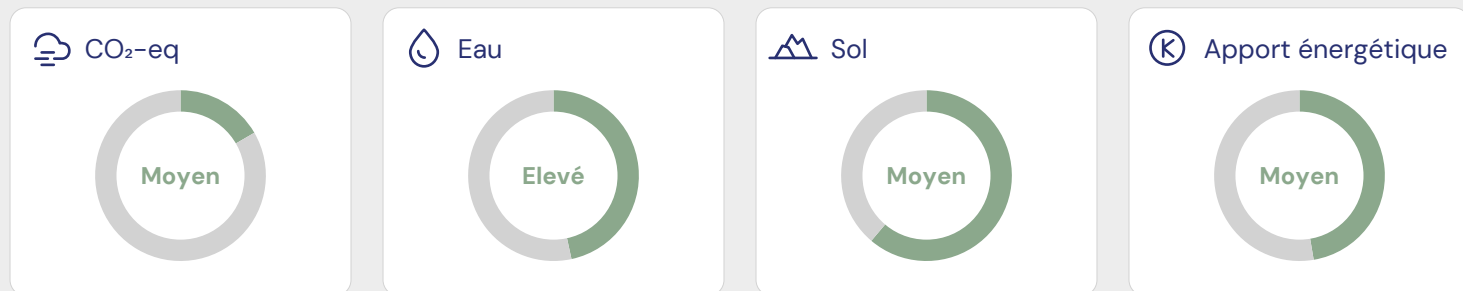 CO₂-eq
Moyen
Eau
Elevé
Sol
Moyen
Apport énergétique
Moyen